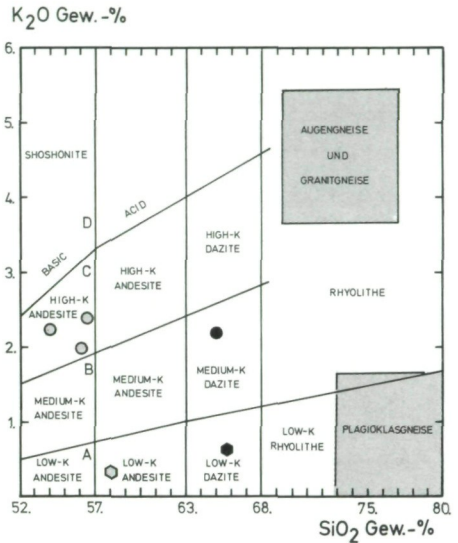 K2O Gew.-%
6.
5.
4.
3.
2.
1.
52.
57.
63.
68.
75.
80.
SiO2 Gew.-%
SHOSHONITE
BASIC
ACID
D
C
B
A
HIGH-K
ANDESITE
HIGH-K
ANDESITE
HIGH-K
DAZITE
MEDIUM-K
ANDESITE
MEDIUM-K
ANDESITE
MEDIUM-K
DAZITE
LOW-K
ANDESITE
LOW-K
ANDESITE
LOW-K
DAZITE
LOW-K
RHYOLITHE
RHYOLITHE
AUGENGNEISE
UND
GRANITGNEISE
PLAGIOKLASGNEISE